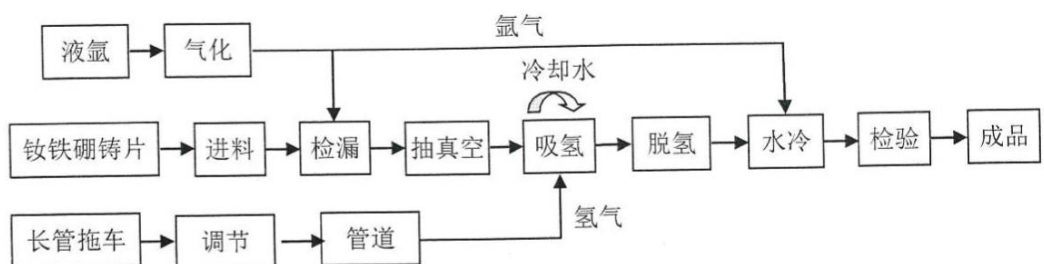 氩气
液氩
气化
冷却水
钕铁硼铸片
进料
检漏
抽真空
吸氢
脱氢
水冷
检验
成品
氢气
长管拖车
调节
管道